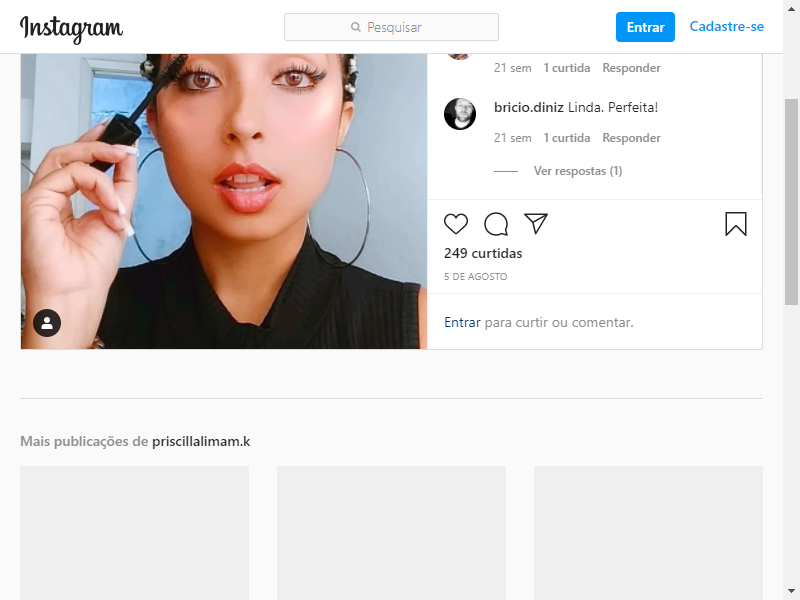 Instagram
Pesquisar
Entrar
Cadastre-se
21 sem 1 curtida Responder
bricio.diniz Linda. Perfeita!
21 sem 1 curtida Responder
Ver respostas (1)
249 curtidas
5 DE AGOSTO
Entrar para curtir ou comentar.
Mais publicações de priscillalimam.k